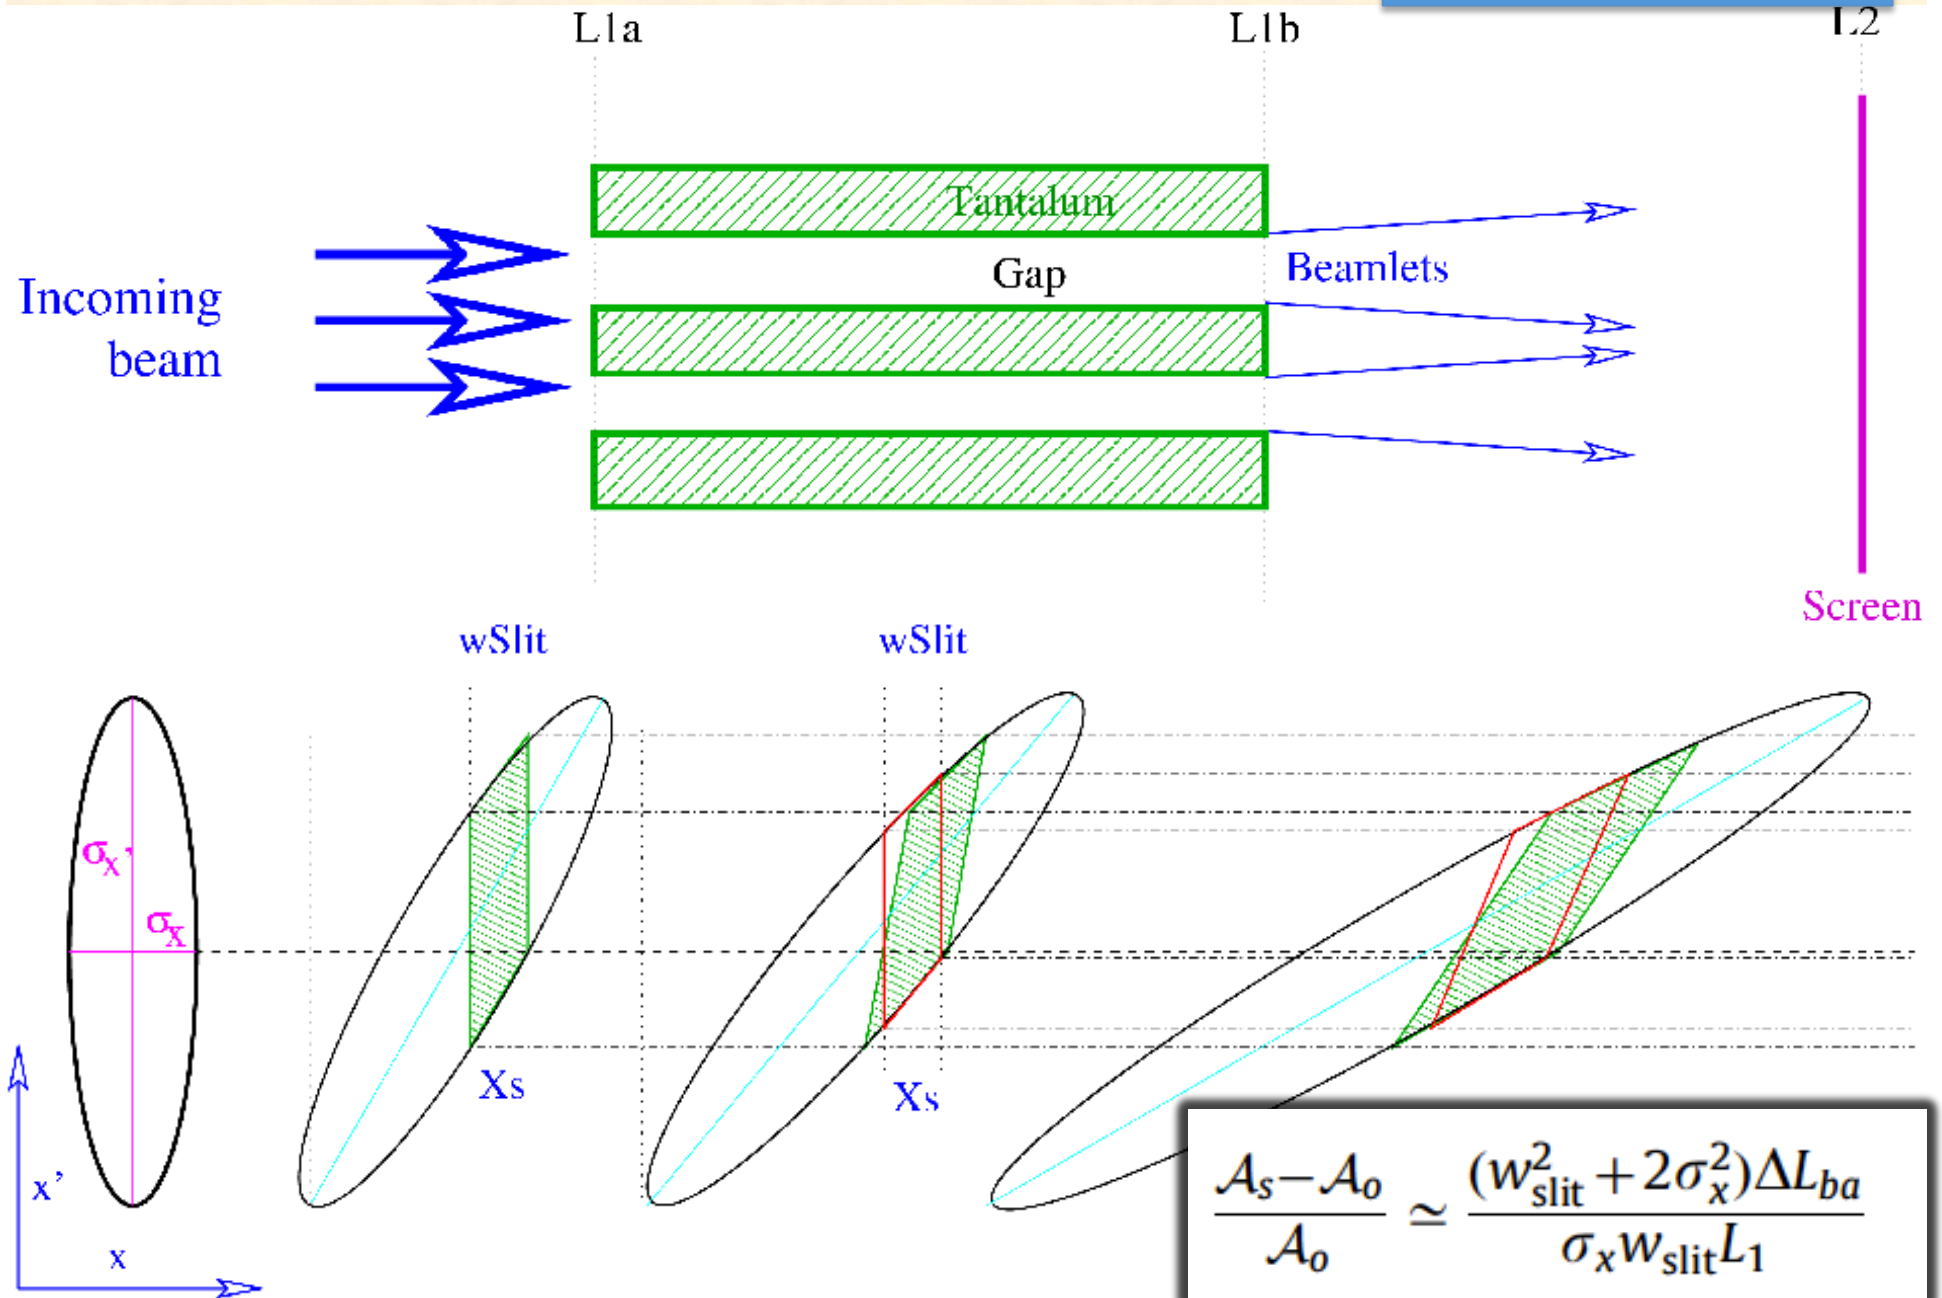 L1a
L1b
L2
Tantalum
Gap
Beamlets
Incoming
beam
Screen
wSlit
wSlit
σx'
σx
Xs
Xs
x'
x
(𝒜s−𝒜o)/𝒜o ≃ ((w²slit + 2σ²x)ΔLba)/(σx wslit L1)